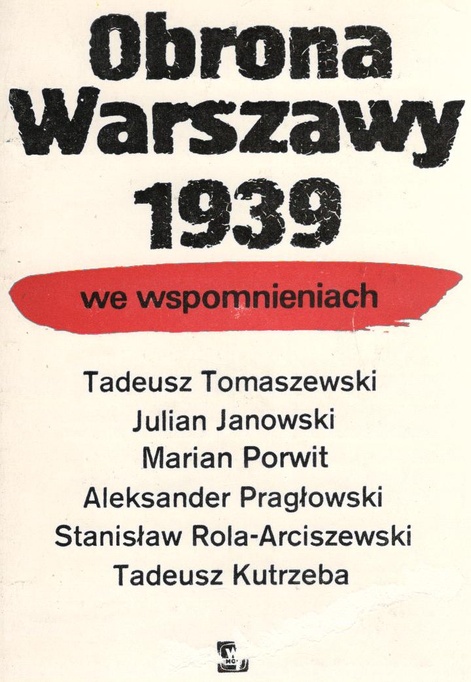 Obrona
Warszawy
1939
we wspomnieniach
Tadeusz Tomaszewski
Julian Janowski
Marian Porwit
Aleksander Pragłowski
Stanisław Rola-Arciszewski
Tadeusz Kutrzeba